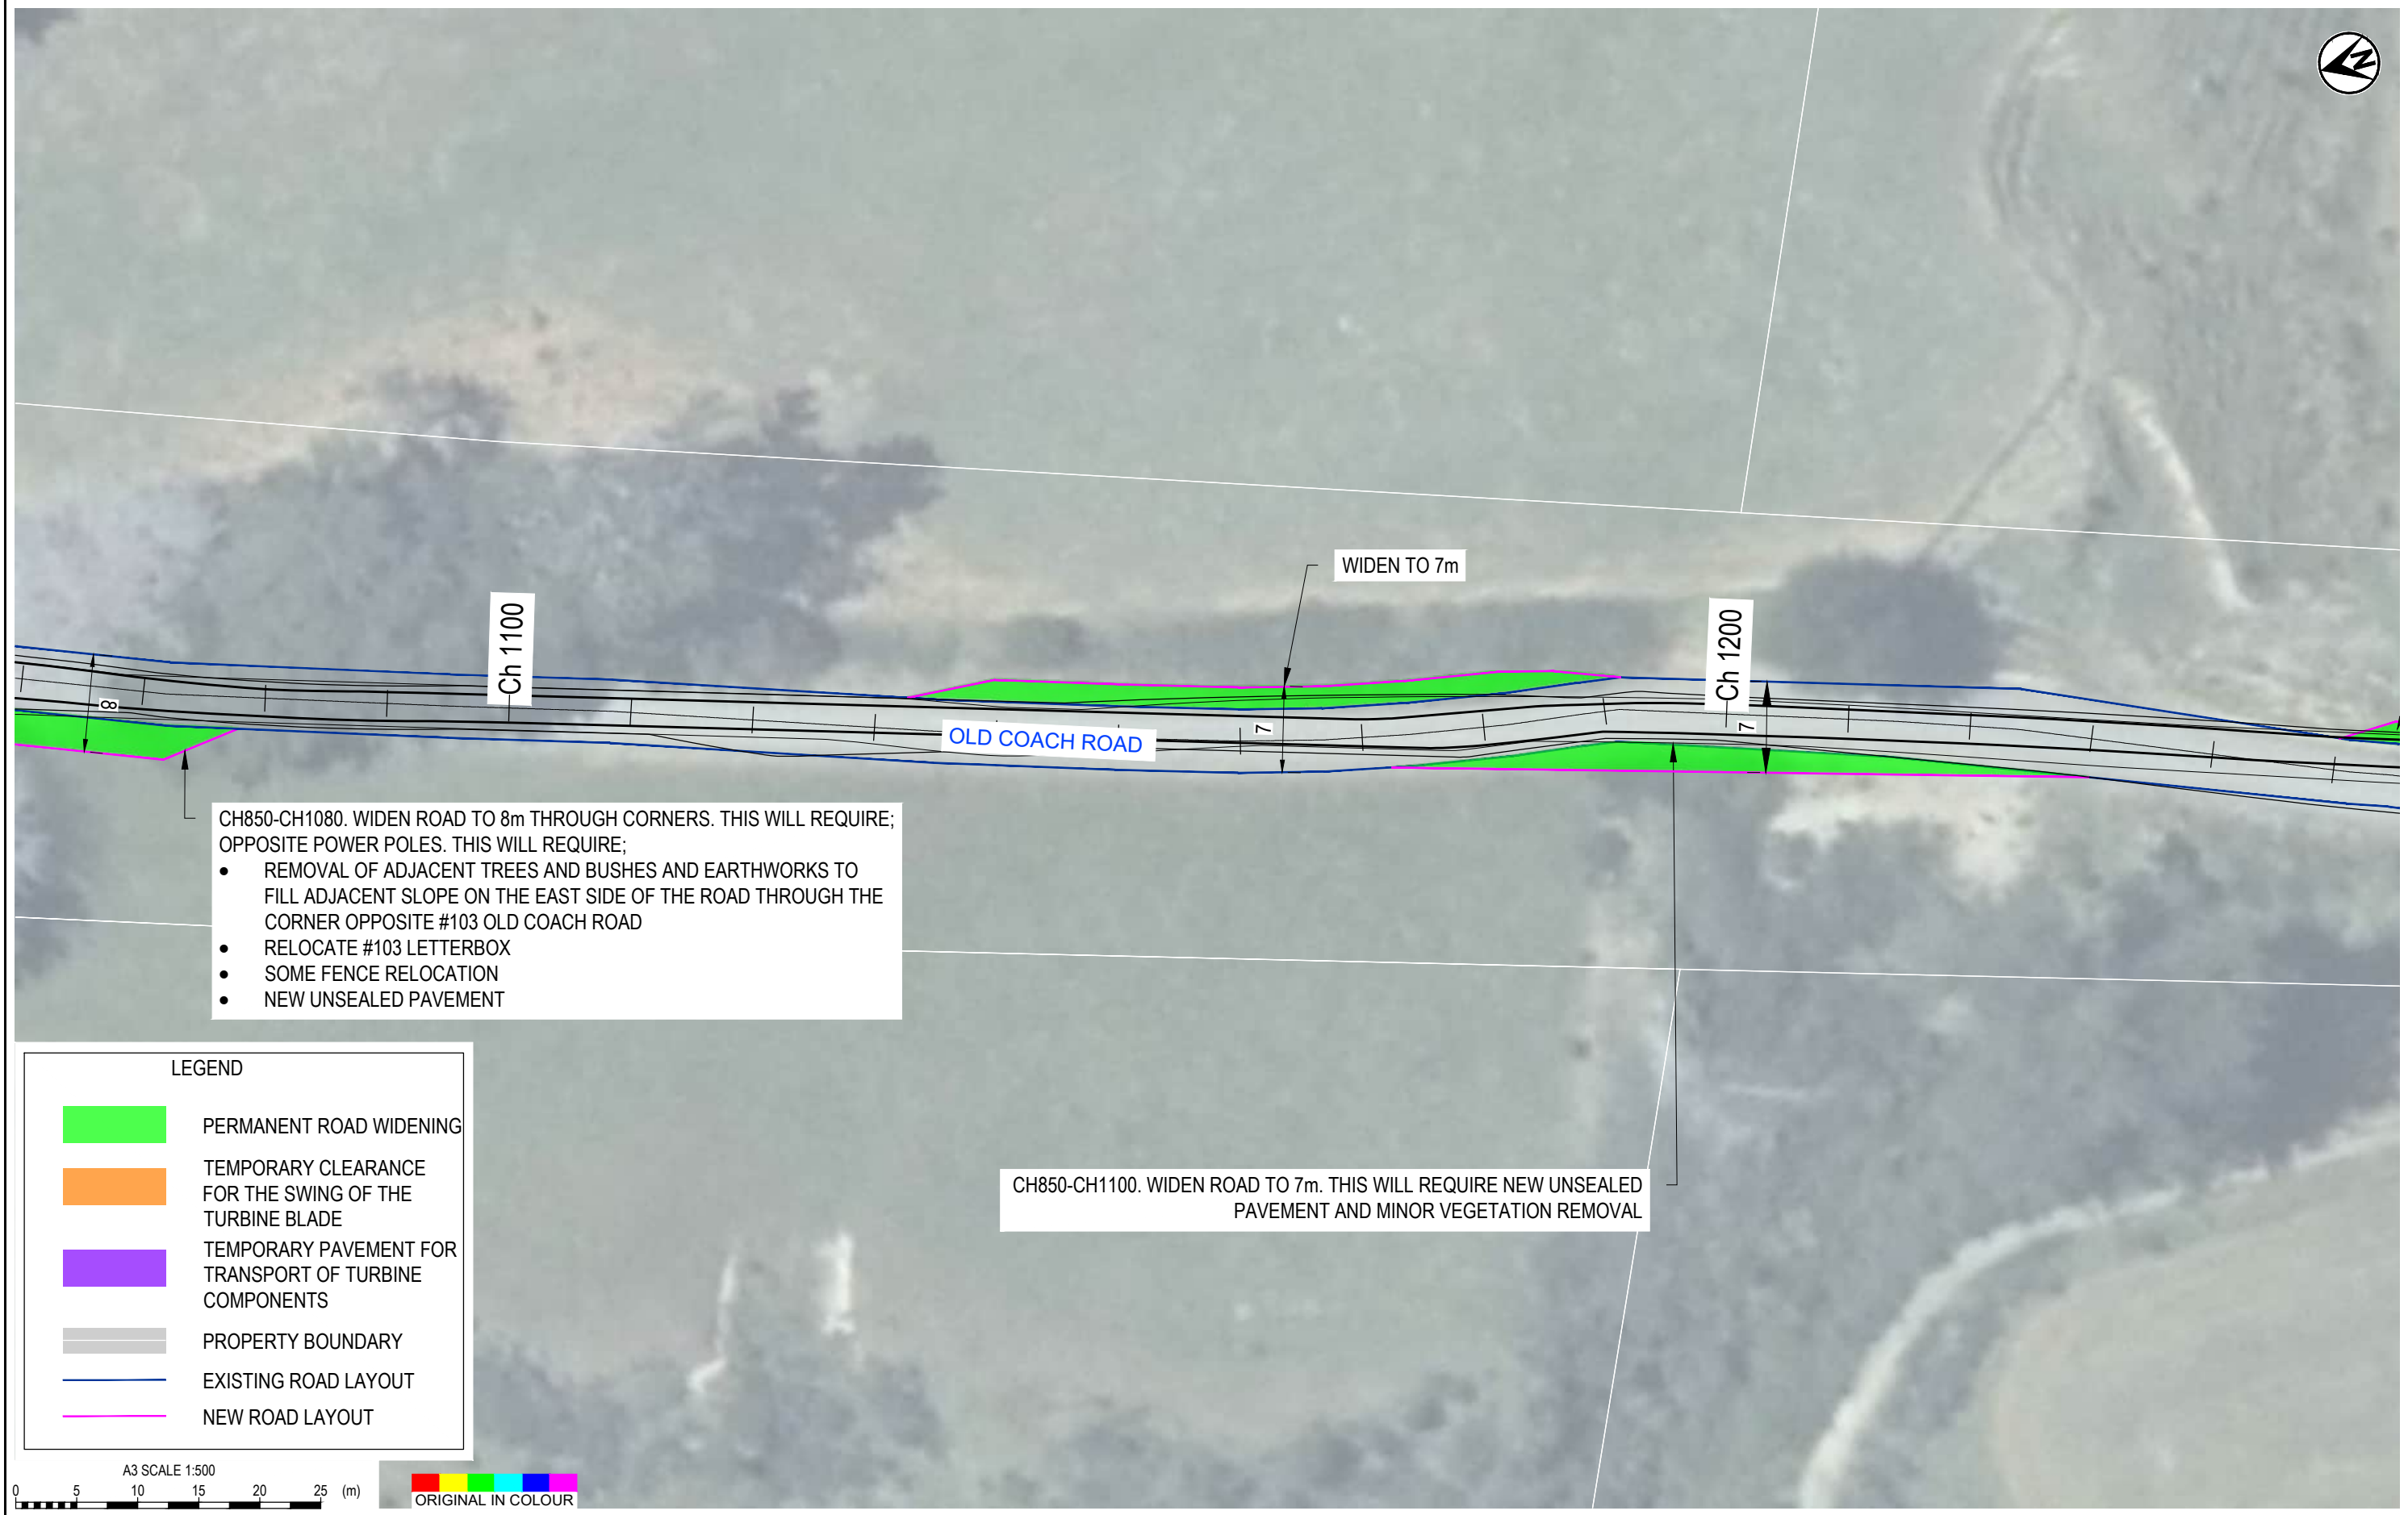 N
WIDEN TO 7m
Ch 1100
Ch 1200
8
7
7
OLD COACH ROAD
CH850-CH1080. WIDEN ROAD TO 8m THROUGH CORNERS. THIS WILL REQUIRE;
OPPOSITE POWER POLES. THIS WILL REQUIRE;
• REMOVAL OF ADJACENT TREES AND BUSHES AND EARTHWORKS TO
FILL ADJACENT SLOPE ON THE EAST SIDE OF THE ROAD THROUGH THE
CORNER OPPOSITE #103 OLD COACH ROAD
• RELOCATE #103 LETTERBOX
• SOME FENCE RELOCATION
• NEW UNSEALED PAVEMENT
CH850-CH1100. WIDEN ROAD TO 7m. THIS WILL REQUIRE NEW UNSEALED
PAVEMENT AND MINOR VEGETATION REMOVAL
LEGEND
PERMANENT ROAD WIDENING
TEMPORARY CLEARANCE
FOR THE SWING OF THE
TURBINE BLADE
TEMPORARY PAVEMENT FOR
TRANSPORT OF TURBINE
COMPONENTS
PROPERTY BOUNDARY
EXISTING ROAD LAYOUT
NEW ROAD LAYOUT
A3 SCALE 1:500
0 5 10 15 20 25 (m)
ORIGINAL IN COLOUR